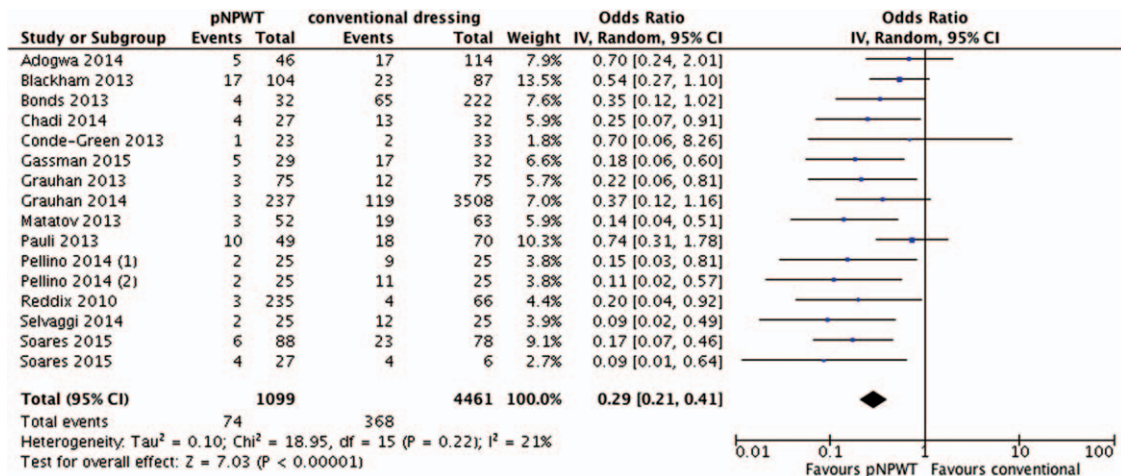 pNPWT conventional dressing Odds Ratio Odds Ratio
Study or Subgroup Events Total Events Total Weight IV, Random, 95% CI IV, Random, 95% CI
Adogwa 2014 5 46 17 114 7.9% 0.70 [0.24, 2.01]
Blackham 2013 17 104 23 87 13.5% 0.54 [0.27, 1.10]
Bonds 2013 4 32 65 222 7.6% 0.35 [0.12, 1.02]
Chadi 2014 4 27 13 32 5.8% 0.25 [0.07, 0.91]
Conde-Green 2013 1 23 2 33 1.8% 0.70 [0.06, 8.26]
Gassman 2015 5 29 17 32 6.6% 0.18 [0.06, 0.60]
Grauhan 2013 3 75 12 75 5.7% 0.22 [0.06, 0.81]
Grauhan 2014 3 237 119 3508 7.0% 0.37 [0.12, 1.16]
Matatov 2013 3 52 19 63 5.9% 0.14 [0.04, 0.51]
Pauli 2013 10 49 18 70 10.3% 0.74 [0.31, 1.78]
Pellino 2014 (1) 2 25 9 25 3.8% 0.15 [0.03, 0.81]
Pellino 2014 (2) 2 25 11 25 3.8% 0.11 [0.02, 0.57]
Reddix 2010 3 235 4 66 4.4% 0.20 [0.04, 0.92]
Selvaggi 2014 2 25 12 25 3.9% 0.09 [0.02, 0.49]
Soares 2015 6 88 23 78 9.1% 0.17 [0.07, 0.46]
Soares 2015 4 27 4 6 2.7% 0.09 [0.01, 0.64]
Total (95% CI) 1099 4461 100.0% 0.29 [0.21, 0.41]
Total events 74 368
Heterogeneity: Tau² = 0.10; Chi² = 18.95, df = 15 (P = 0.22); I² = 21%
Test for overall effect: Z = 7.03 (P < 0.00001)
0.01 0.1 1 10 100
Favours pNPWT Favours conventional